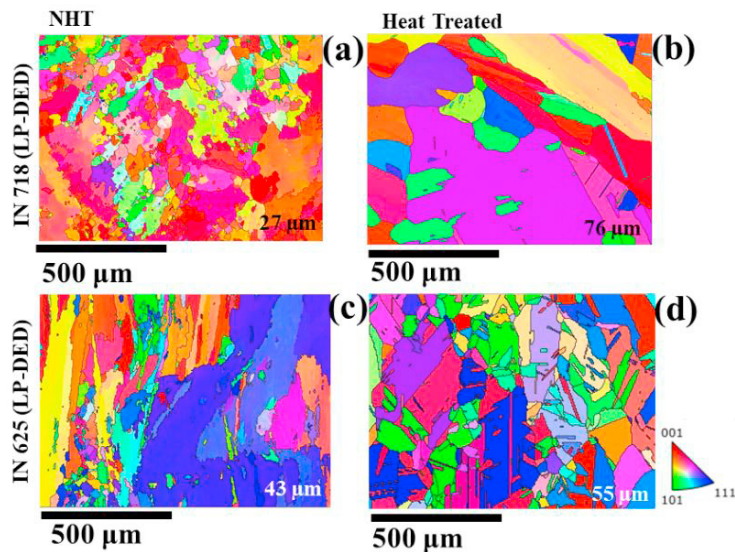 NHT
Heat Treated
IN 718 (LP-DED)
(a)
27 µm
500 µm
(b)
76 µm
500 µm
IN 625 (LP-DED)
(c)
43 µm
500 µm
(d)
55 µm
500 µm
001
101
111